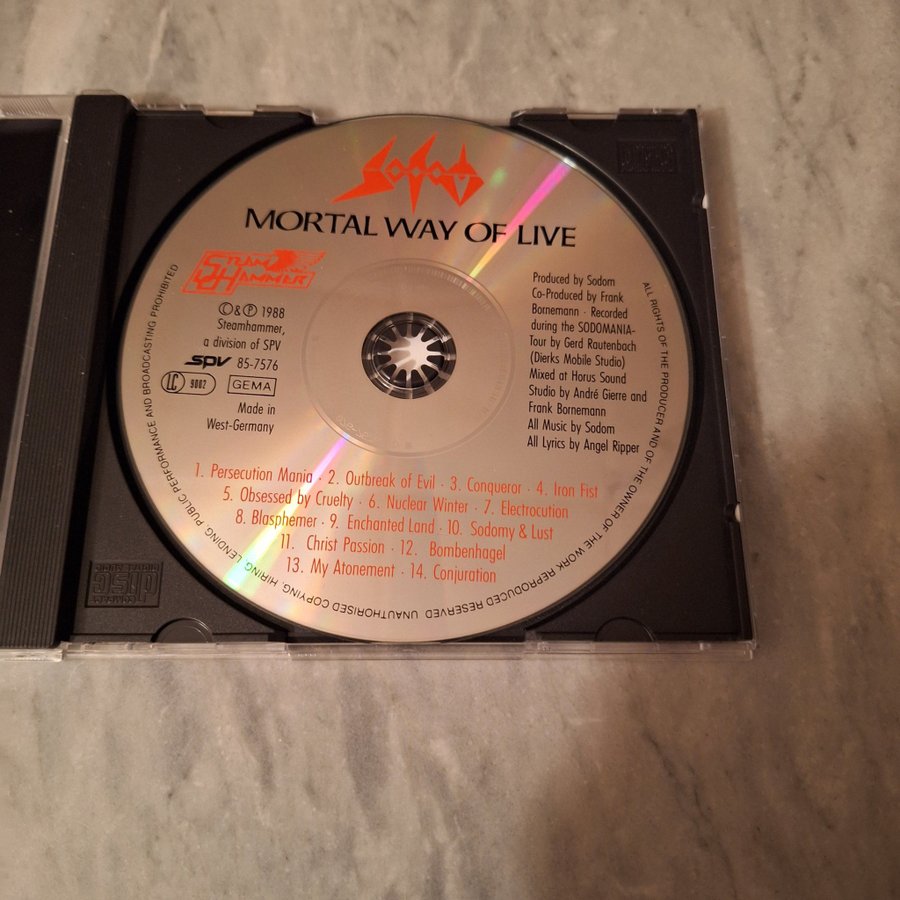 SODOM
MORTAL WAY OF LIVE
STEAM
HAMMER
©&℗ 1988
Steamhammer,
a division of SPV
SPV 85-7576
LC 9002 GEMA
Made in
West-Germany
Produced by Sodom
Co-Produced by Frank
Bornemann · Recorded
during the SODOMANIA-
Tour by Gerd Rautenbach
(Dierks Mobile Studio)
Mixed at Horus Sound
Studio by André Gierre and
Frank Bornemann
All Music by Sodom
All Lyrics by Angel Ripper
1. Persecution Mania · 2. Outbreak of Evil · 3. Conqueror · 4. Iron Fist
5. Obsessed by Cruelty · 6. Nuclear Winter · 7. Electrocution
8. Blasphemer · 9. Enchanted Land · 10. Sodomy & Lust
11. Christ Passion · 12. Bombenhagel
13. My Atonement · 14. Conjuration
ALL RIGHTS OF THE PRODUCER AND OF THE OWNER OF THE WORK REPRODUCED RESERVED UNAUTHORISED COPYING, HIRING, LENDING, PUBLIC PERFORMANCE AND BROADCASTING PROHIBITED
COMPACT
disc
DIGITAL AUDIO